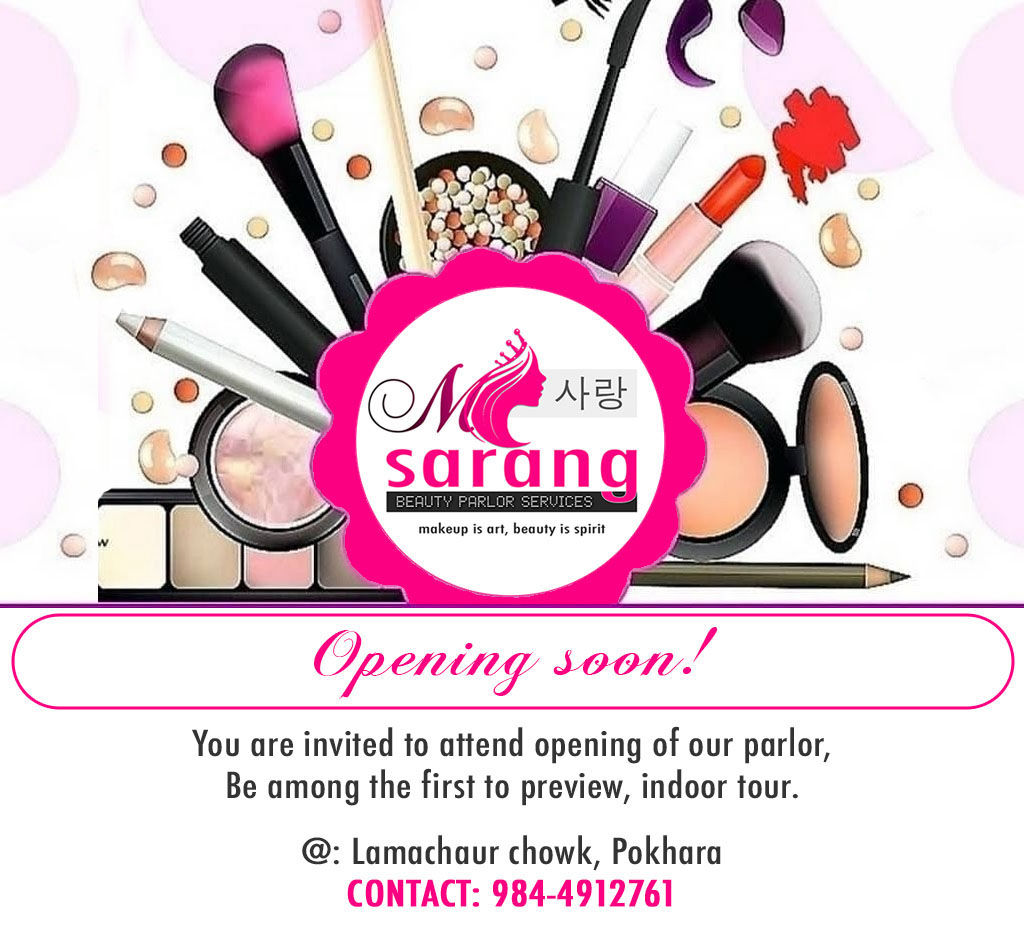 M 사랑
sarang
BEAUTY PARLOR SERVICES
makeup is art, beauty is spirit
Opening soon!
You are invited to attend opening of our parlor,
Be among the first to preview, indoor tour.
@: Lamachaur chowk, Pokhara
CONTACT: 984-4912761